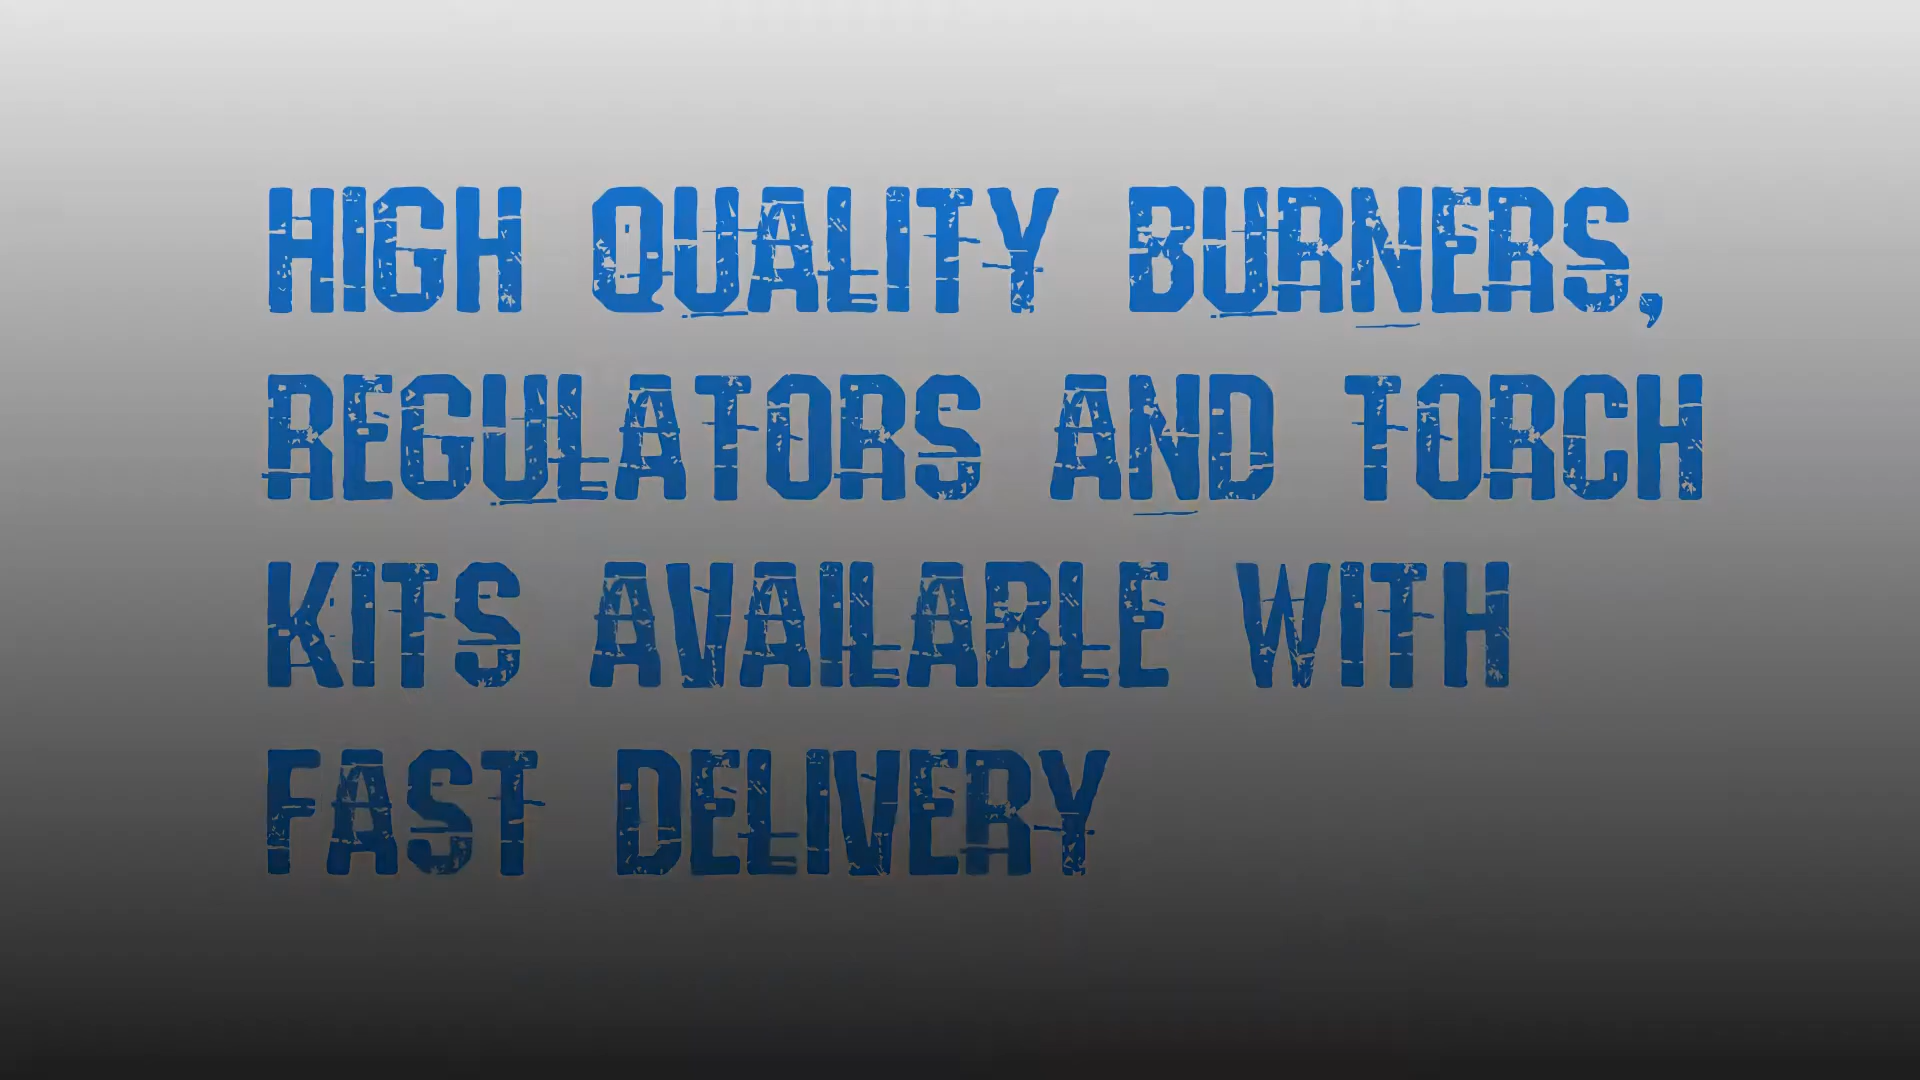 HIGH QUALITY BURNERS,
REGULATORS AND TORCH
KITS AVAILABLE WITH
FAST DELIVERY